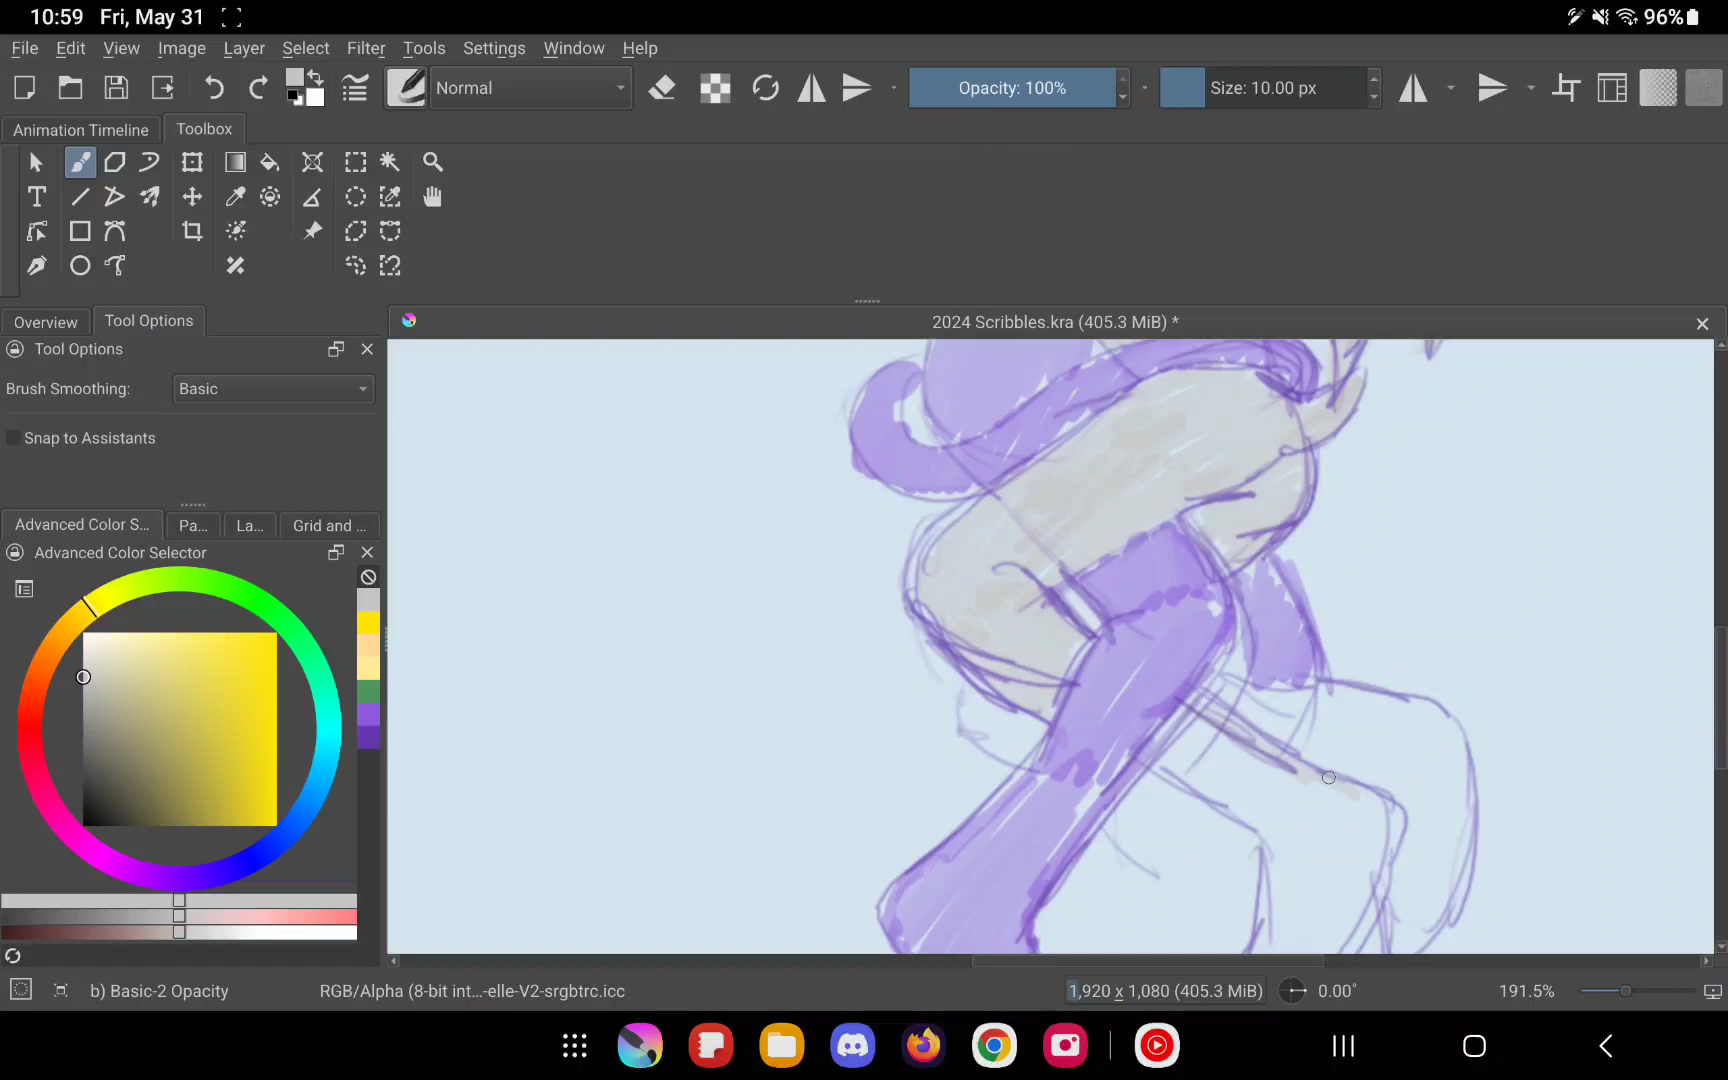 10:59 Fri, May 31 96%
File Edit View Image Layer Select Filter Tools Settings Window Help
Normal Opacity: 100% Size: 10.00 px
Animation Timeline Toolbox
Overview Tool Options 2024 Scribbles.kra (405.3 MiB) *
Tool Options
Brush Smoothing: Basic
Snap to Assistants
Advanced Color S... Pa... La... Grid and ...
Advanced Color Selector
b) Basic-2 Opacity RGB/Alpha (8-bit int...-elle-V2-srgbtrc.icc 1,920 x 1,080 (405.3 MiB) 0.00° 191.5%